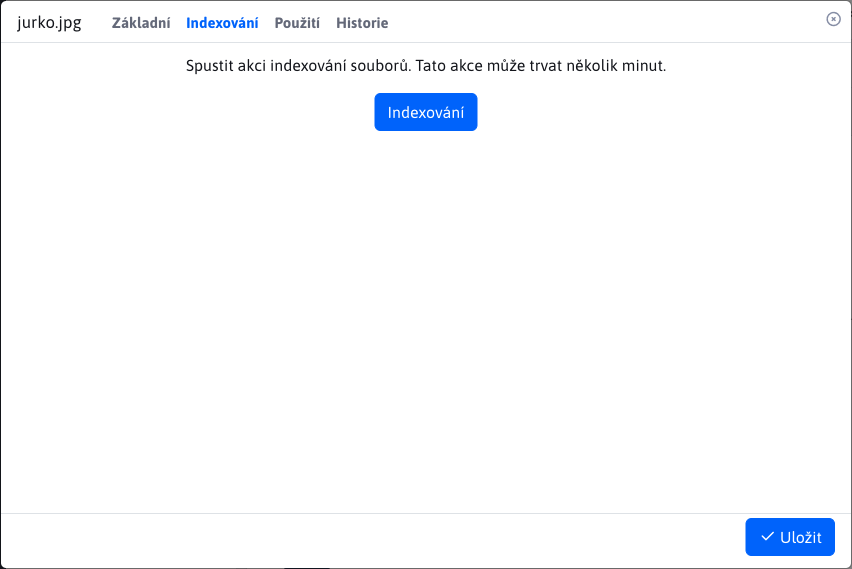 jurko.jpg Základní Indexování Použití Historie
Spustit akci indexování souborů. Tato akce může trvat několik minut.
Indexování
Uložit